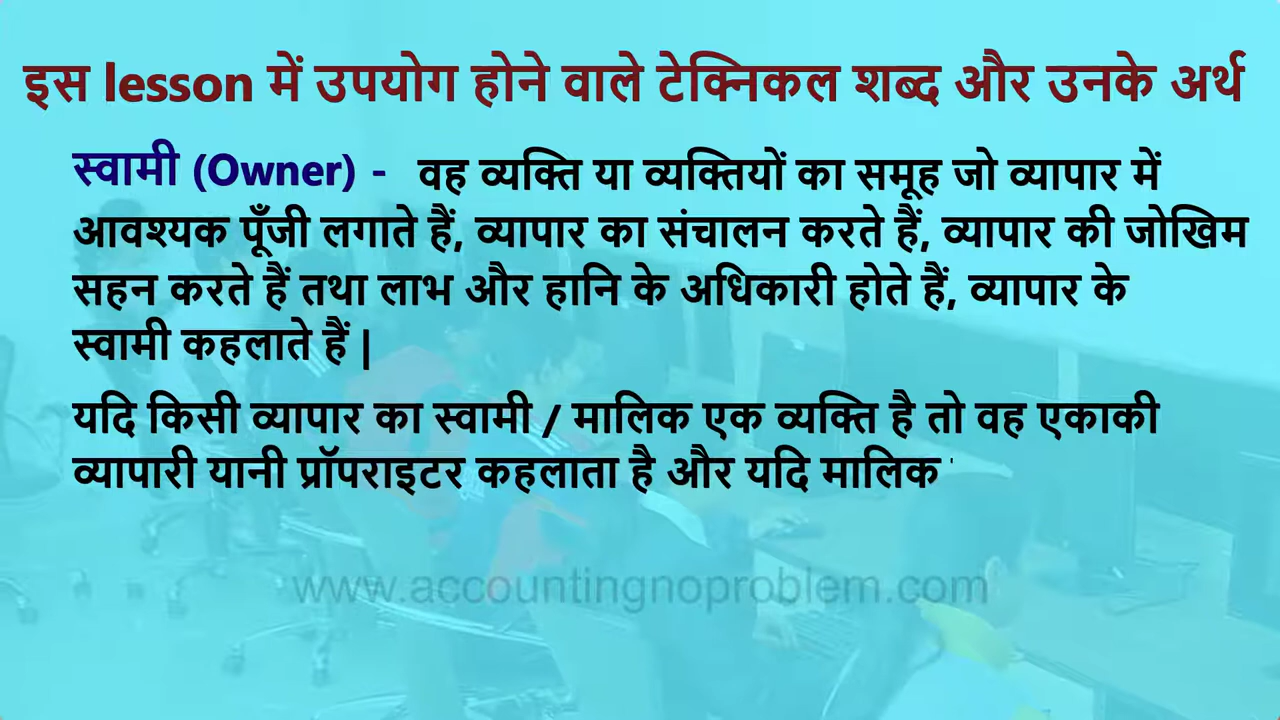 इस lesson में उपयोग होने वाले टेक्निकल शब्द और उनके अर्थ
स्वामी (Owner) - वह व्यक्ति या व्यक्तियों का समूह जो व्यापार में
आवश्यक पूँजी लगाते हैं, व्यापार का संचालन करते हैं, व्यापार की जोखिम
सहन करते हैं तथा लाभ और हानि के अधिकारी होते हैं, व्यापार के
स्वामी कहलाते हैं |
यदि किसी व्यापार का स्वामी / मालिक एक व्यक्ति है तो वह एकाकी
व्यापारी यानी प्रॉपराइटर कहलाता है और यदि मालिक
www.accountingnoproblem.com